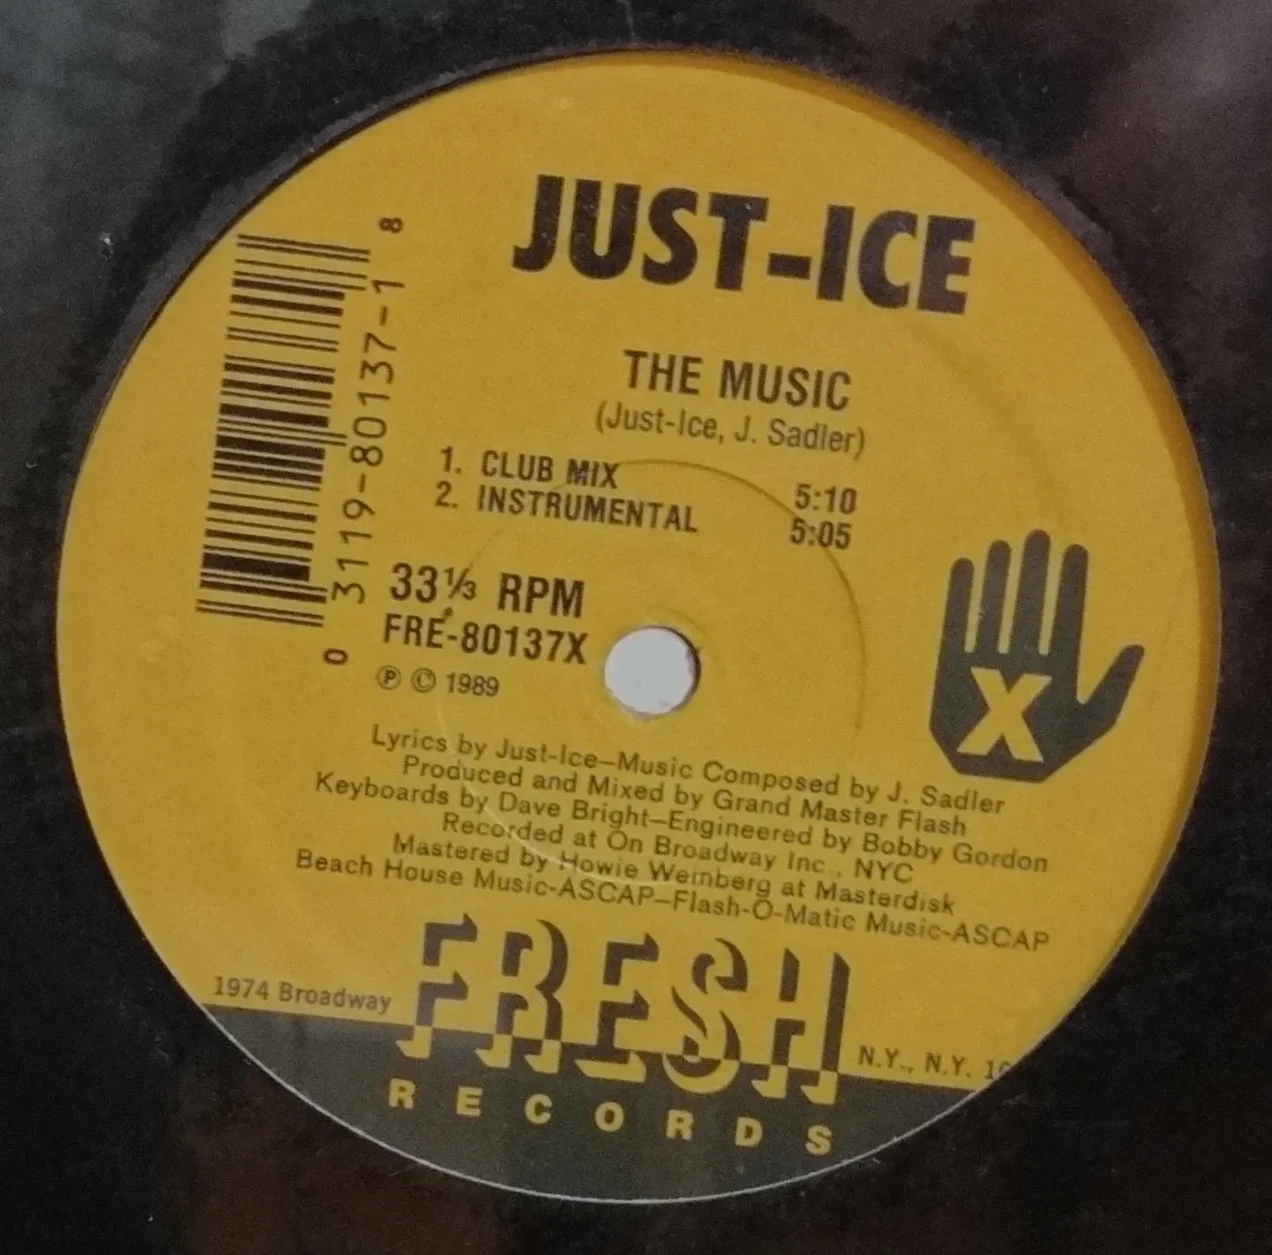 JUST-ICE
THE MUSIC
(Just-Ice, J. Sadler)
1. CLUB MIX 5:10
2. INSTRUMENTAL 5:05
0 3119-80137-1 8
33⅓ RPM
FRE-80137X
Ⓟ © 1989
X
Lyrics by Just-Ice—Music Composed by J. Sadler
Produced and Mixed by Grand Master Flash
Keyboards by Dave Bright—Engineered by Bobby Gordon
Recorded at On Broadway Inc., NYC
Mastered by Howie Weinberg at Masterdisk
Beach House Music-ASCAP—Flash-O-Matic Music-ASCAP
1974 Broadway
FRESH
N.Y., N.Y.
RECORDS